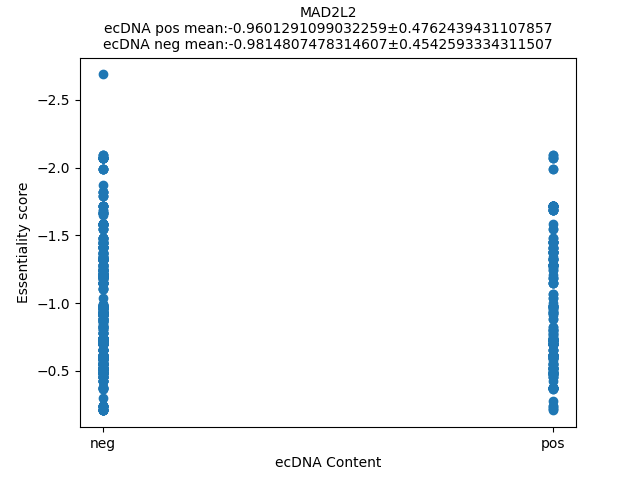 MAD2L2
ecDNA pos mean:-0.9601291099032259±0.4762439431107857
ecDNA neg mean:-0.9814807478314607±0.4542593334311507
Essentiality score
−2.5
−2.0
−1.5
−1.0
−0.5
neg
pos
ecDNA Content